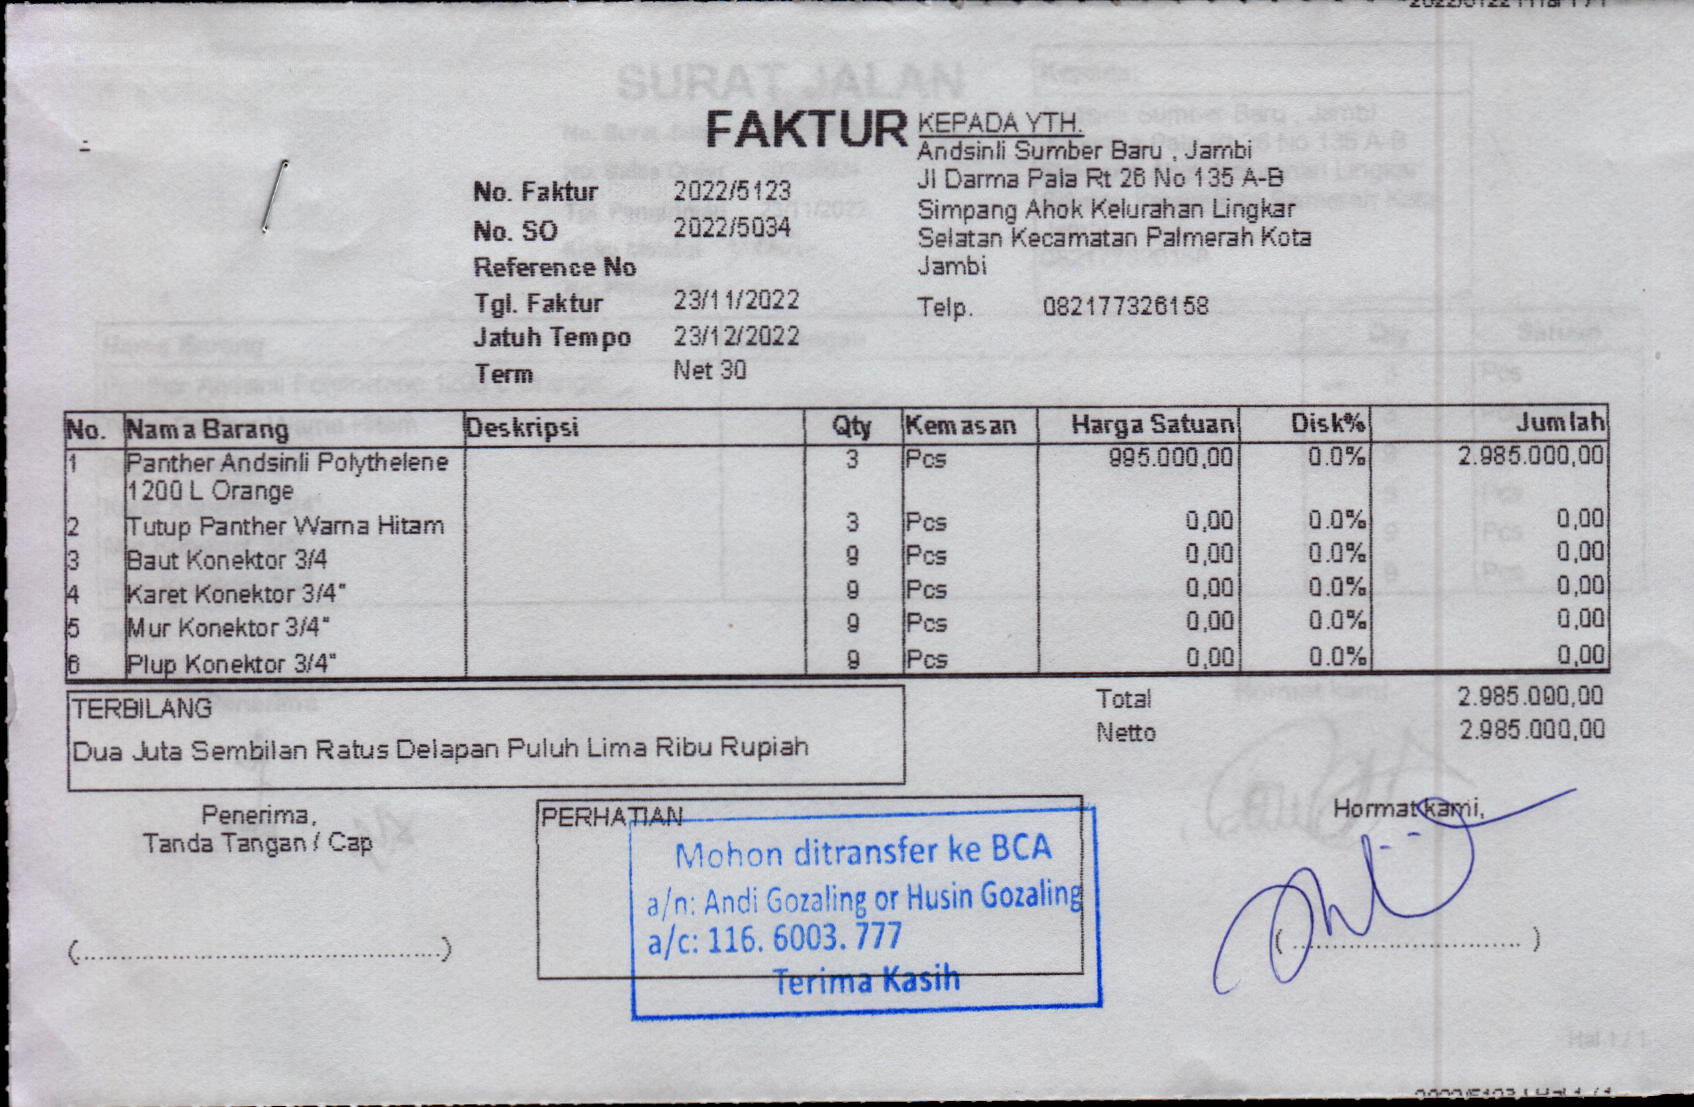 FAKTUR
KEPADA YTH.
Andsinli Sumber Baru , Jambi
Jl Darma Pala Rt 26 No 135 A-B
Simpang Ahok Kelurahan Lingkar
Selatan Kecamatan Palmerah Kota
Jambi
Telp. 082177326158
No. Faktur 2022/5123
No. SO 2022/5034
Reference No
Tgl. Faktur 23/11/2022
Jatuh Tempo 23/12/2022
Term Net 30
No. Nama Barang Deskripsi Qty Kemasan Harga Satuan Disk% Jumlah
1 Panther Andsinli Polythelene 3 Pcs 995.000,00 0.0% 2.985.000,00
1200 L Orange
2 Tutup Panther Warna Hitam 3 Pcs 0,00 0.0% 0,00
3 Baut Konektor 3/4 9 Pcs 0,00 0.0% 0,00
4 Karet Konektor 3/4" 9 Pcs 0,00 0.0% 0,00
5 Mur Konektor 3/4" 9 Pcs 0,00 0.0% 0,00
6 Plup Konektor 3/4" 9 Pcs 0,00 0.0% 0,00
TERBILANG
Dua Juta Sembilan Ratus Delapan Puluh Lima Ribu Rupiah
Total 2.985.000,00
Netto 2.985.000,00
Penerima,
Tanda Tangan / Cap
(................................................)
PERHATIAN
Mohon ditransfer ke BCA
a/n: Andi Gozaling or Husin Gozaling
a/c: 116. 6003. 777
Terima Kasih
Hormat kami,
(................................ )
SURAT JALAN
Hal 1 / 1